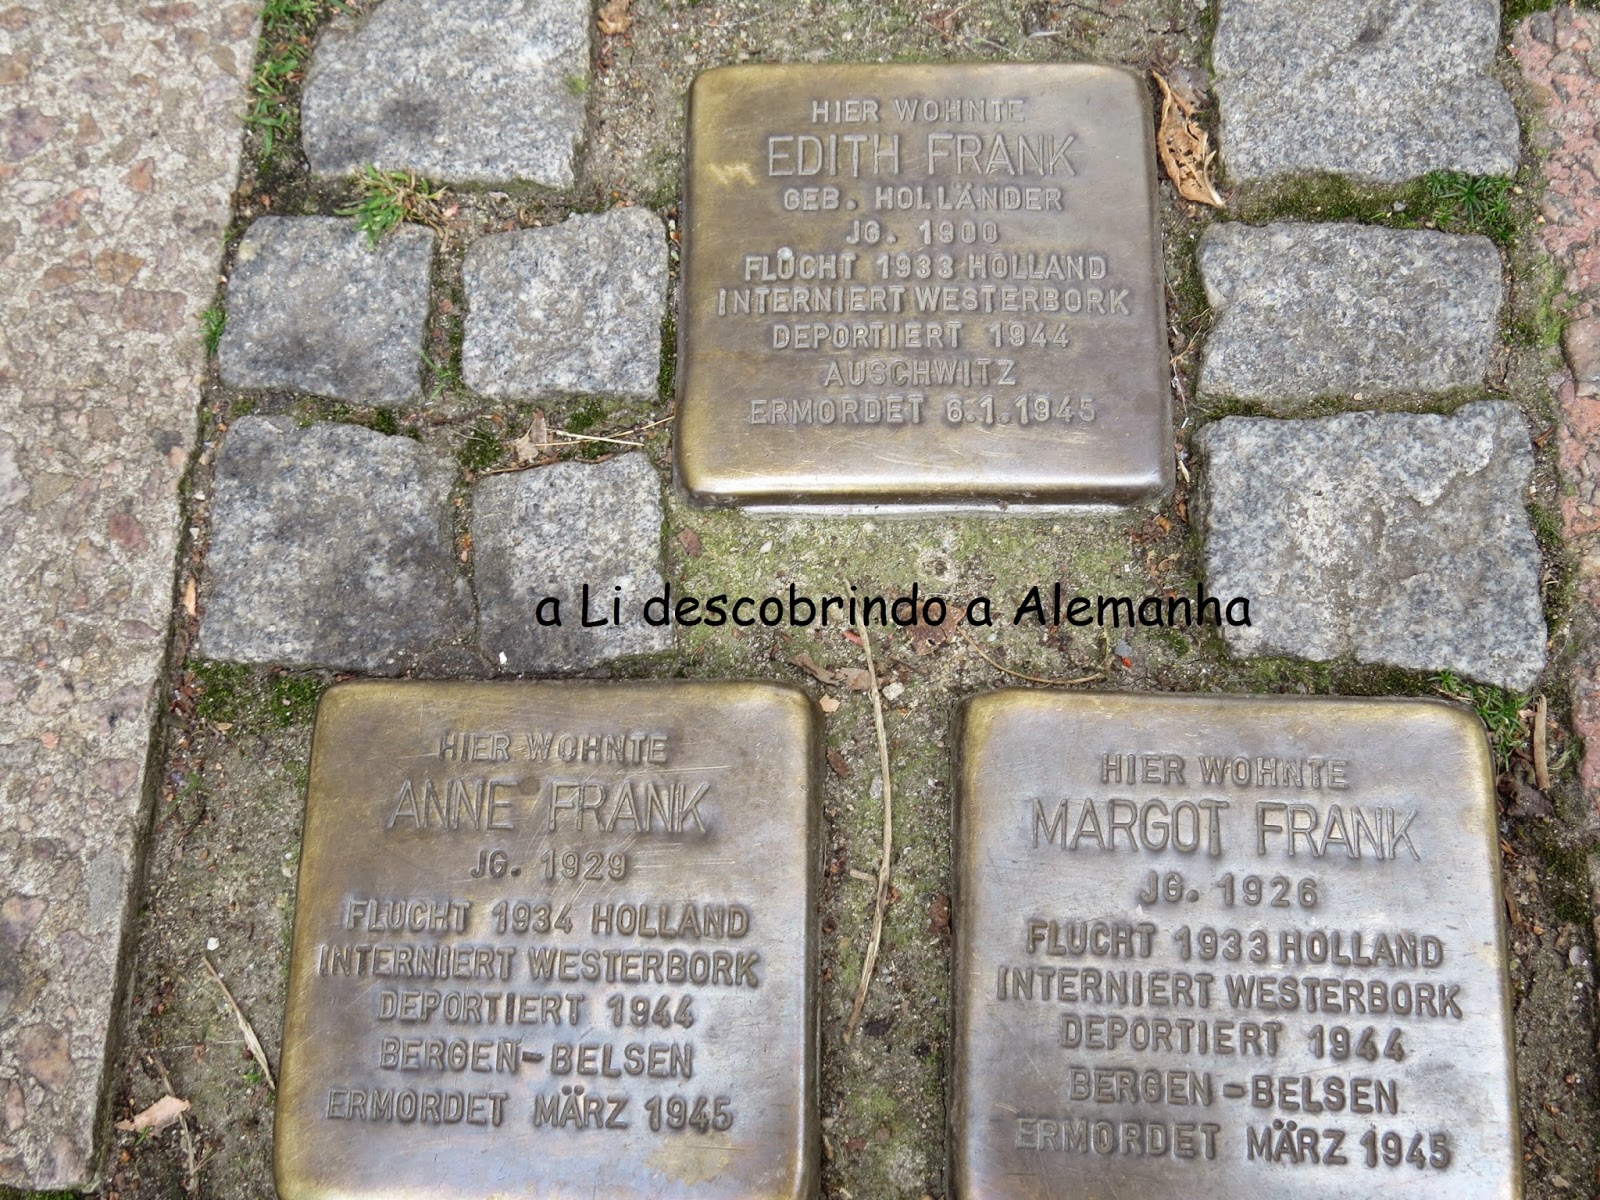 HIER WOHNTE
EDITH FRANK
GEB. HOLLÄNDER
JG. 1900
FLUCHT 1933 HOLLAND
INTERNIERT WESTERBORK
DEPORTIERT 1944
AUSCHWITZ
ERMORDET 6.1.1945
a Li descobrindo a Alemanha
HIER WOHNTE
ANNE FRANK
JG. 1929
FLUCHT 1934 HOLLAND
INTERNIERT WESTERBORK
DEPORTIERT 1944
BERGEN-BELSEN
ERMORDET MÄRZ 1945
HIER WOHNTE
MARGOT FRANK
JG. 1926
FLUCHT 1933 HOLLAND
INTERNIERT WESTERBORK
DEPORTIERT 1944
BERGEN-BELSEN
ERMORDET MÄRZ 1945